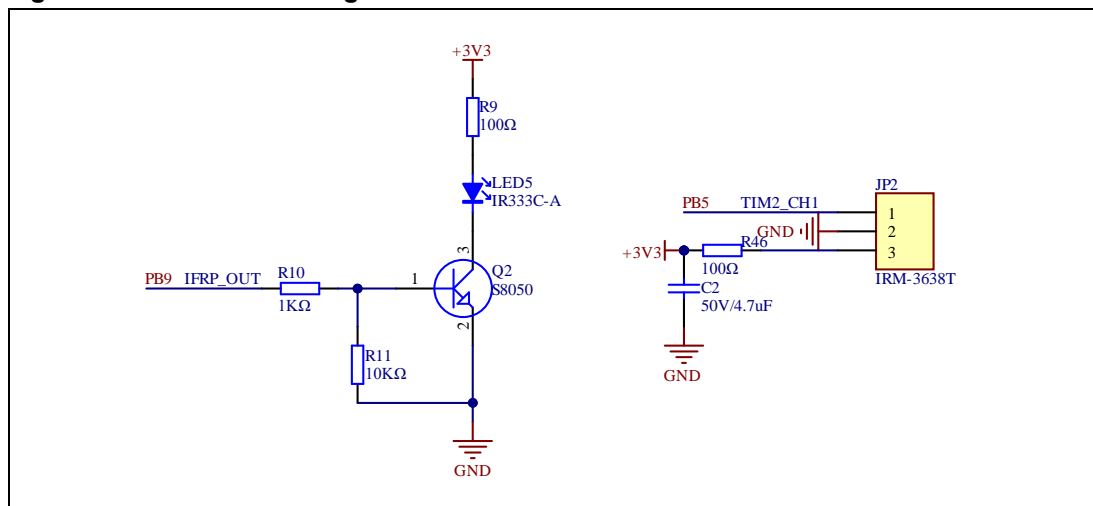 +3V3
R9
100Ω
LED5
IR333C-A
3
Q2
S8050
1
2
PB9 IFRP_OUT
R10
1KΩ
R11
10KΩ
GND
JP2
PB5 TIM2_CH1
1
GND
2
+3V3
R46
3
100Ω
IRM-3638T
C2
50V/4.7uF
GND